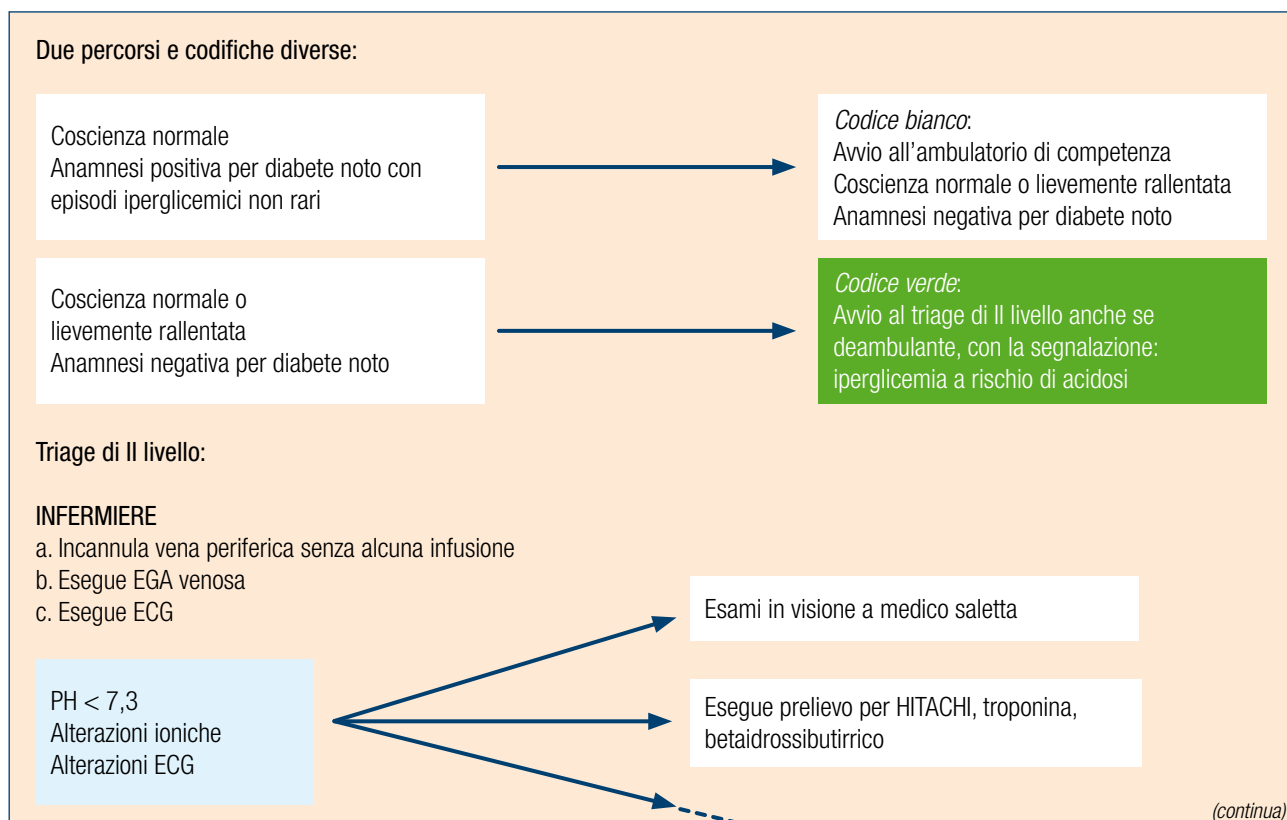 Due percorsi e codifiche diverse:
Coscienza normale
Anamnesi positiva per diabete noto con
episodi iperglicemici non rari
Codice bianco:
Avvio all'ambulatorio di competenza
Coscienza normale o lievemente rallentata
Anamnesi negativa per diabete noto
Coscienza normale o
lievemente rallentata
Anamnesi negativa per diabete noto
Codice verde:
Avvio al triage di II livello anche se
deambulante, con la segnalazione:
iperglicemia a rischio di acidosi
Triage di II livello:
INFERMIERE
a. Incannula vena periferica senza alcuna infusione
b. Esegue EGA venosa
c. Esegue ECG
PH < 7,3
Alterazioni ioniche
Alterazioni ECG
Esami in visione a medico saletta
Esegue prelievo per HITACHI, troponina,
betaidrossibutirrico
(continua)